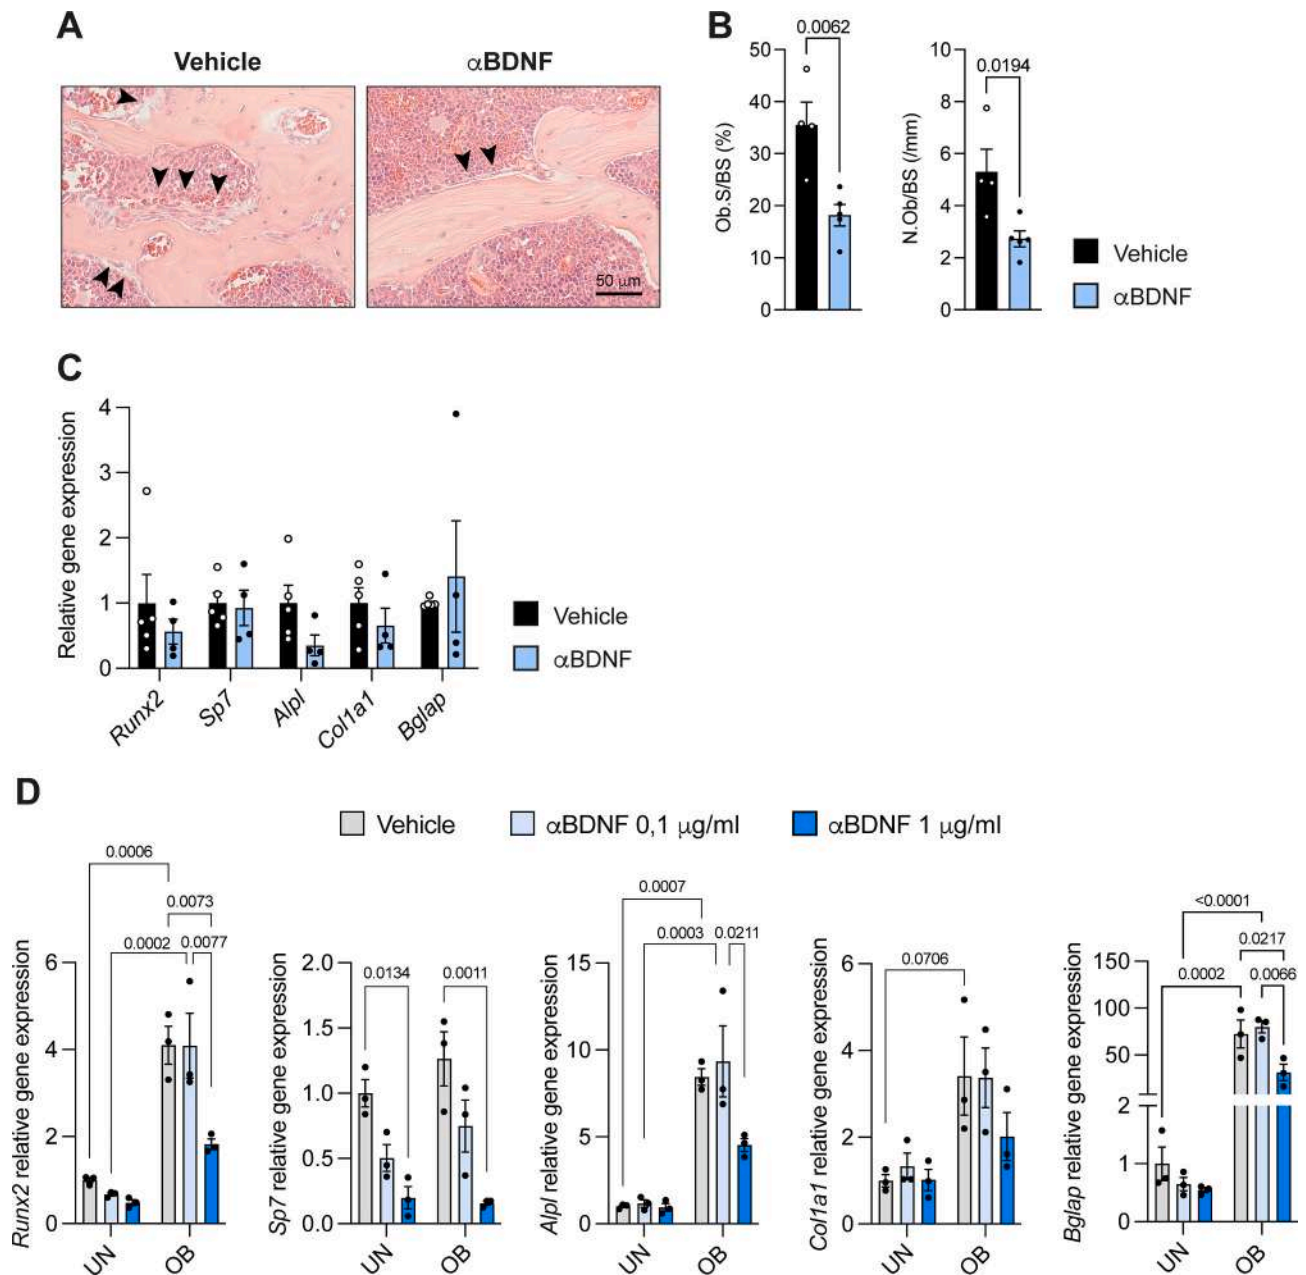 A
Vehicle
αBDNF
50 μm
B
0.0062
50
40
30
20
10
0
Ob.S/BS (%)
0.0194
10
8
6
4
2
0
N.Ob/BS (/mm)
Vehicle
αBDNF
C
Relative gene expression
4
3
2
1
0
Runx2
Sp7
Alpl
Col1a1
Bglap
Vehicle
αBDNF
D
Vehicle
αBDNF 0,1 μg/ml
αBDNF 1 μg/ml
Runx2 relative gene expression
0.0006
0.0073
0.0002
0.0077
6
4
2
0
UN
OB
Sp7 relative gene expression
0.0134
0.0011
2.0
1.5
1.0
0.5
0.0
UN
OB
Alpl relative gene expression
0.0007
0.0003
0.0211
15
10
5
0
UN
OB
Col1a1 relative gene expression
0.0706
6
4
2
0
UN
OB
Bglap relative gene expression
<0.0001
0.0217
0.0002
0.0066
150
100
50
2
1
0
UN
OB